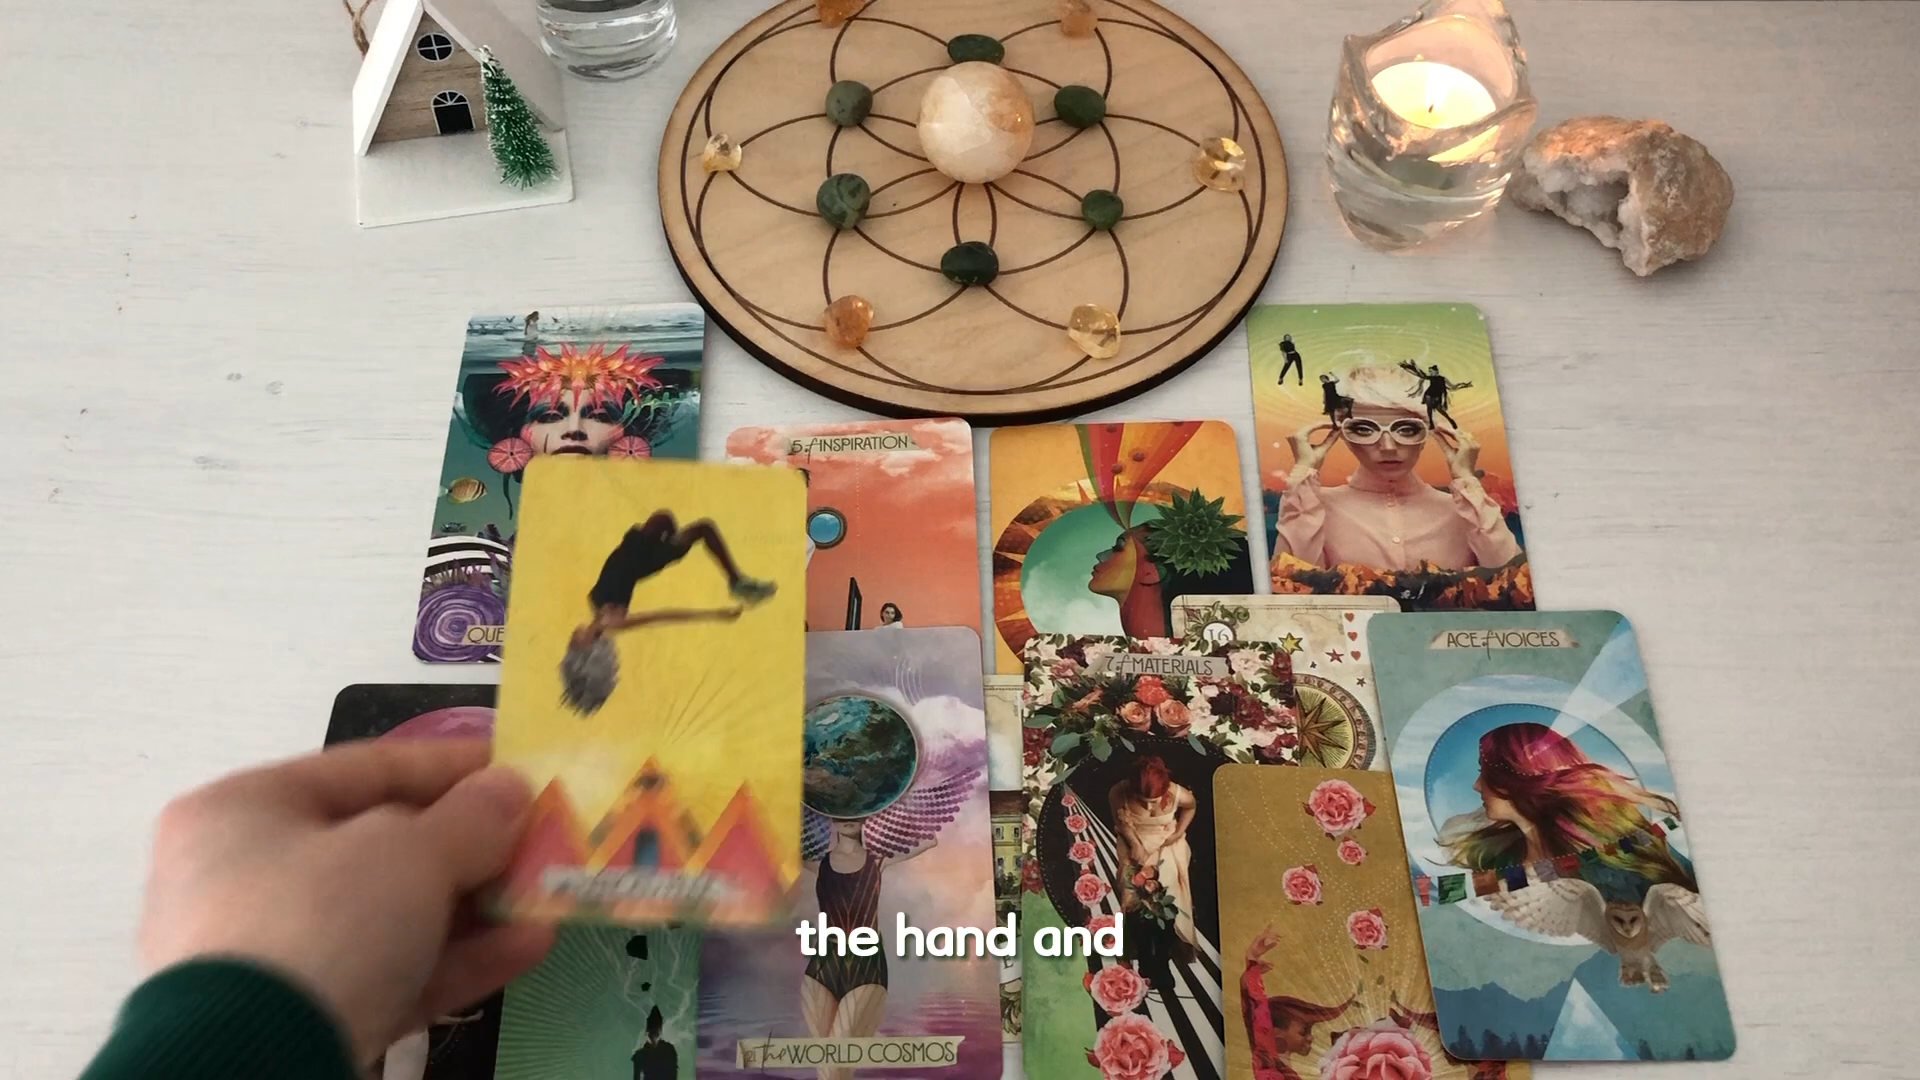 5 of INSPIRATION
QUE
16
7 of MATERIALS
ACE of VOICES
the hand and
the WORLD COSMOS